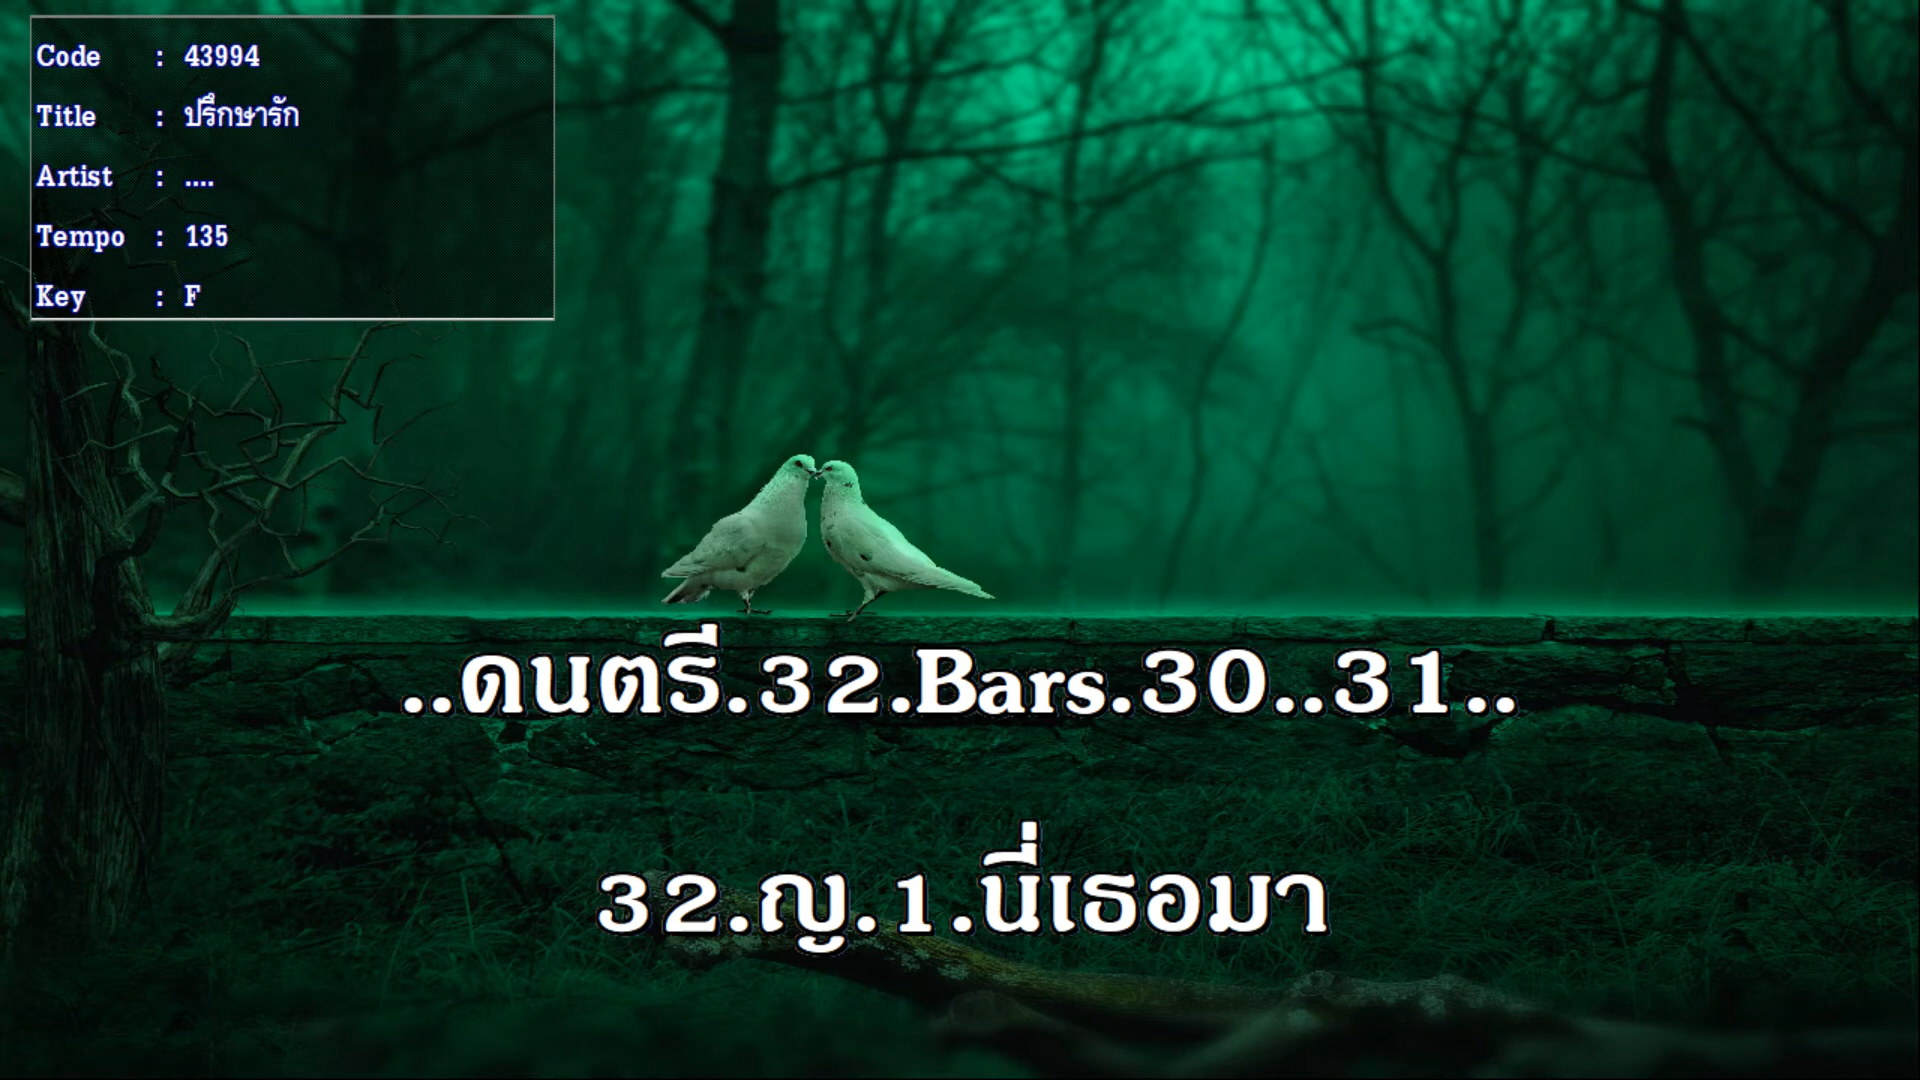 Code : 43994
Title : ปรึกษารัก
Artist : ....
Tempo : 135
Key : F
..ดนตรี.32.Bars.30..31..
32.ญ.1.นี่เธอมา